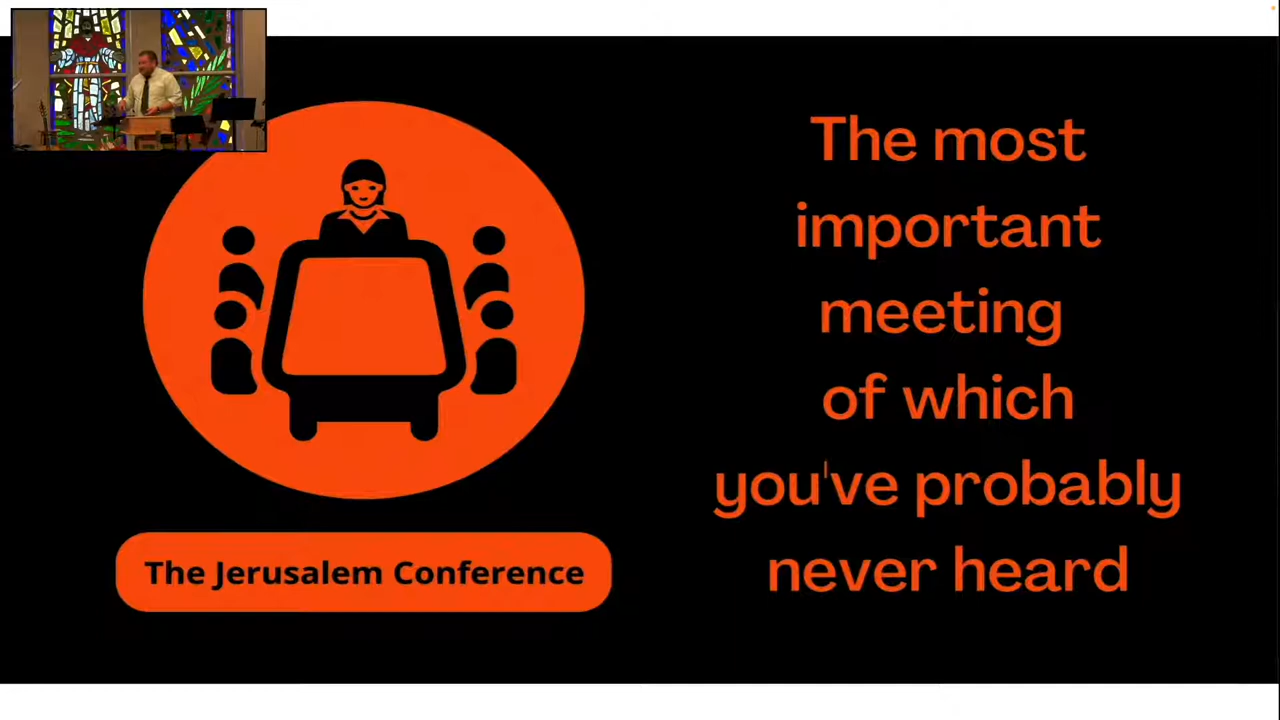 The most
important
meeting
of which
you've probably
never heard
The Jerusalem Conference